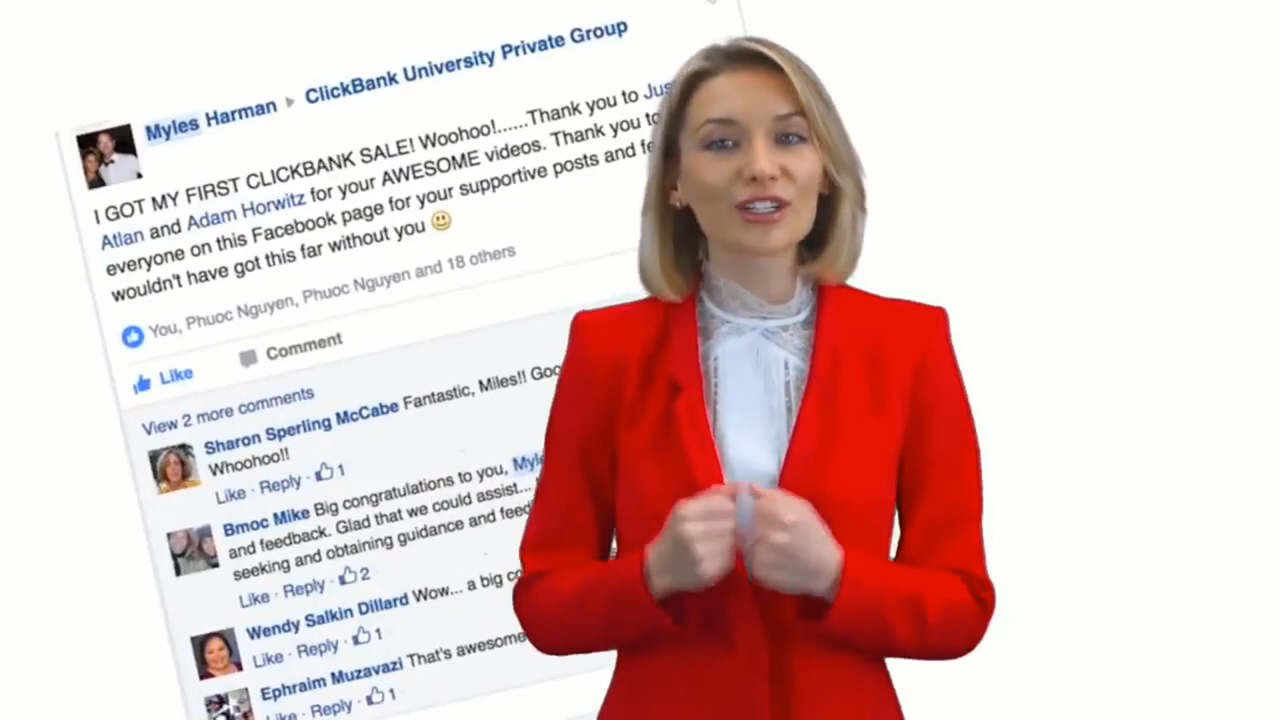 Myles Harman ▸ ClickBank University Private Group
I GOT MY FIRST CLICKBANK SALE! Woohoo!......Thank you to
Atlan and Adam Horwitz for your AWESOME videos. Thank you to
everyone on this Facebook page for your supportive posts and
wouldn't have got this far without you 😃
You, Phuoc Nguyen, Phuoc Nguyen and 18 others
Like Comment
View 2 more comments
Sharon Sperling McCabe Fantastic, Miles!!
Whoohoo!!
Like · Reply · 1
Bmoc Mike Big congratulations to you,
and feedback. Glad that we could assist...
seeking and obtaining guidance and
Like · Reply · 2
Wendy Salkin Dillard Wow... a big
Like · Reply · 1
Ephraim Muzavazi That's awesome
Like · Reply · 1